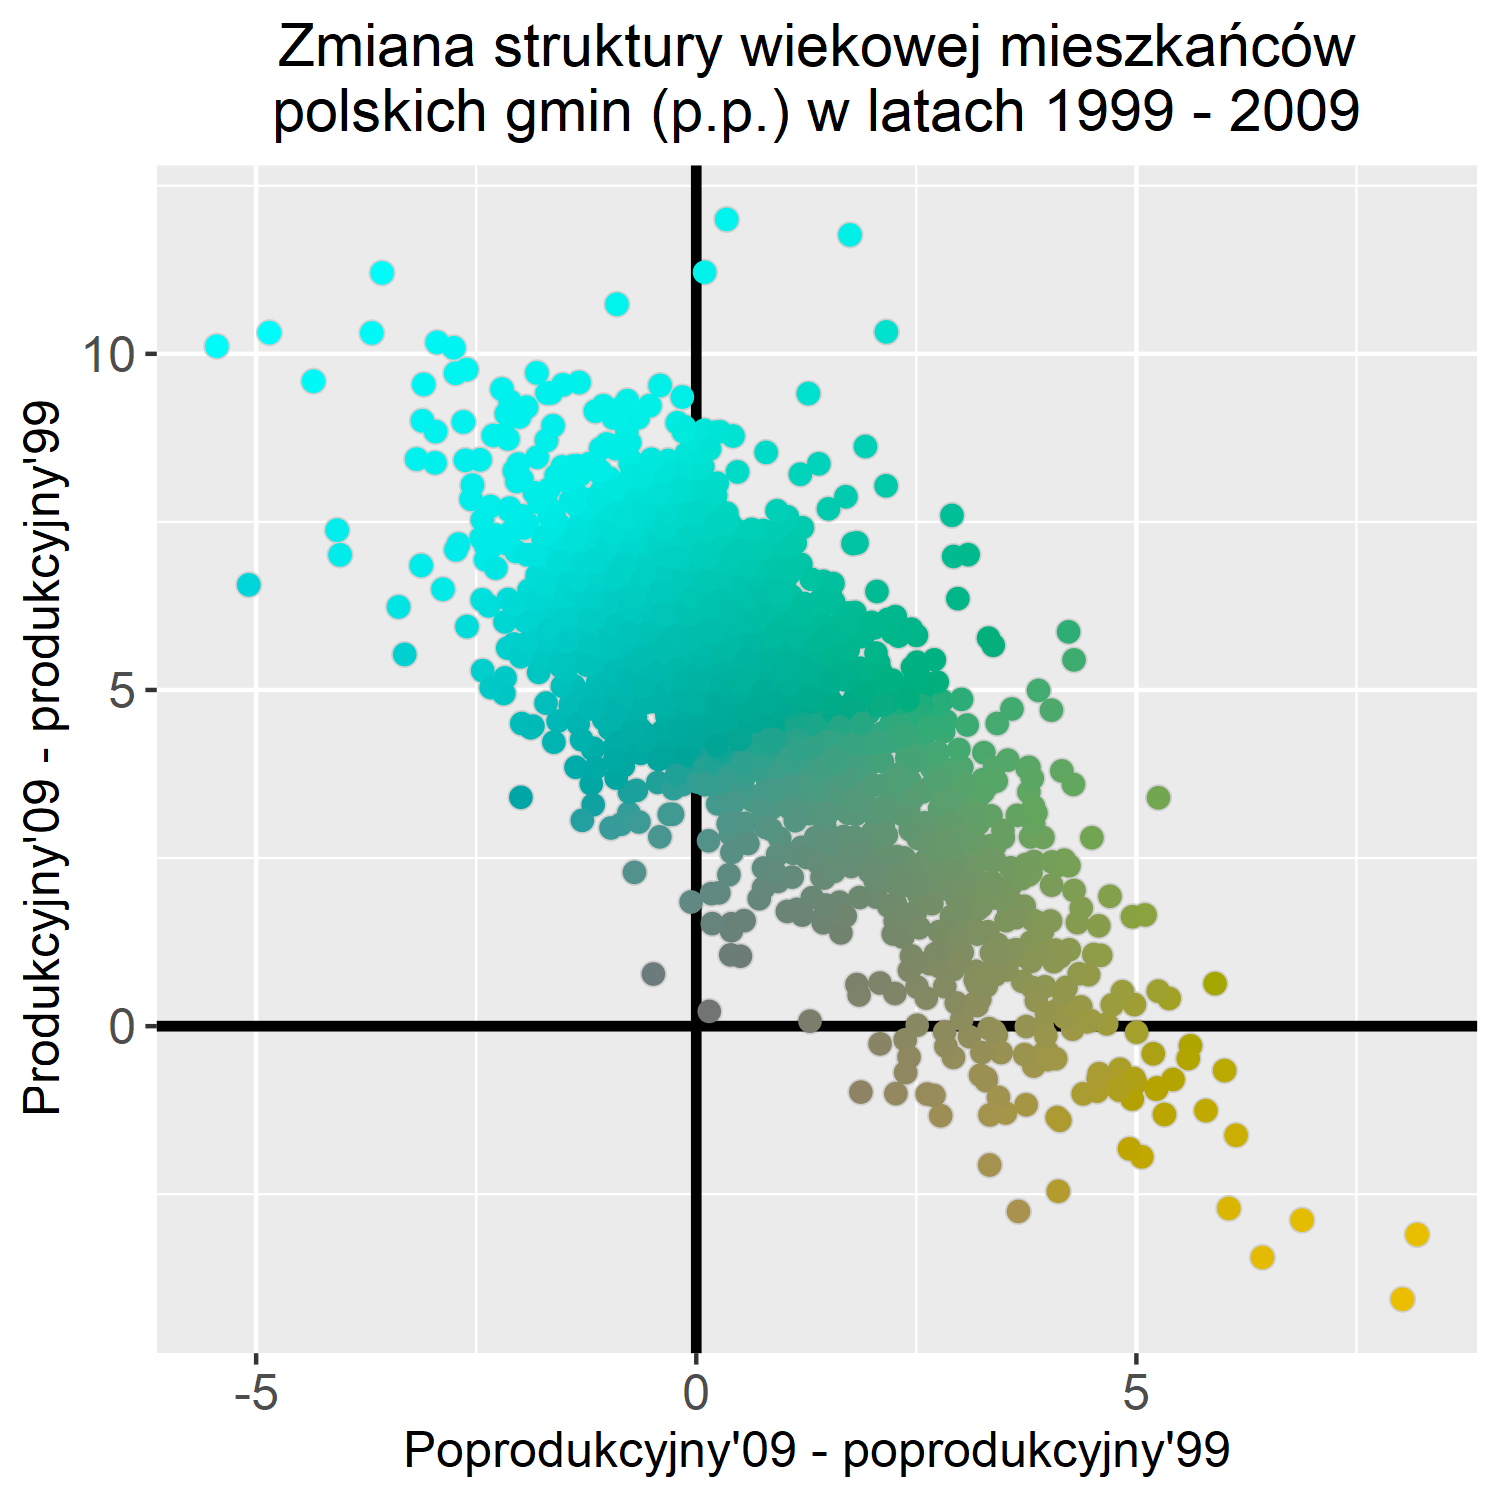 Zmiana struktury wiekowej mieszkańców
polskich gmin (p.p.) w latach 1999 - 2009
Produkcyjny'09 - produkcyjny'99
10
5
0
-5
0
5
Poprodukcyjny'09 - poprodukcyjny'99